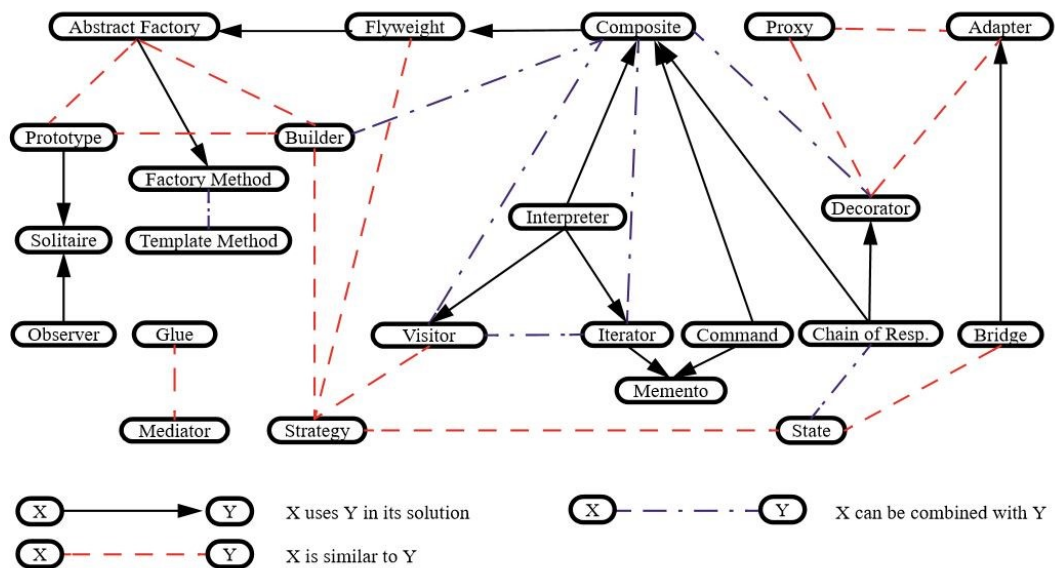 Abstract Factory
Flyweight
Composite
Proxy
Adapter
Prototype
Builder
Factory Method
Decorator
Interpreter
Solitaire
Template Method
Observer
Glue
Visitor
Iterator
Command
Chain of Resp.
Bridge
Memento
Mediator
Strategy
State
X
Y
X uses Y in its solution
X
Y
X can be combined with Y
X
Y
X is similar to Y